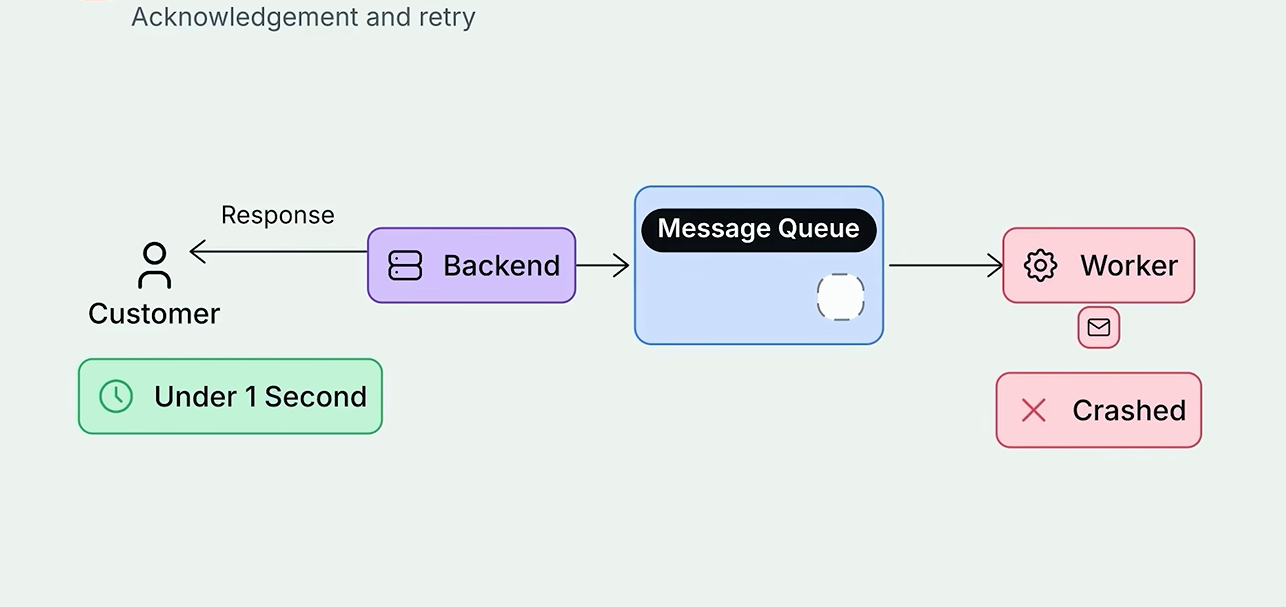 Acknowledgement and retry
Response
Message Queue
Backend
Worker
Customer
Under 1 Second
Crashed